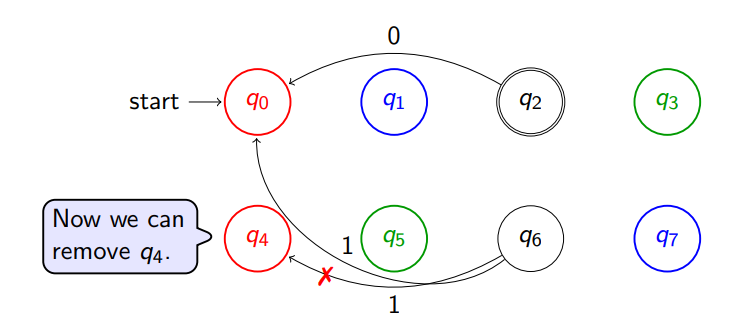 0
start
q0
q1
q2
q3
Now we can
remove q4.
q4
1
q5
q6
q7
✗
1